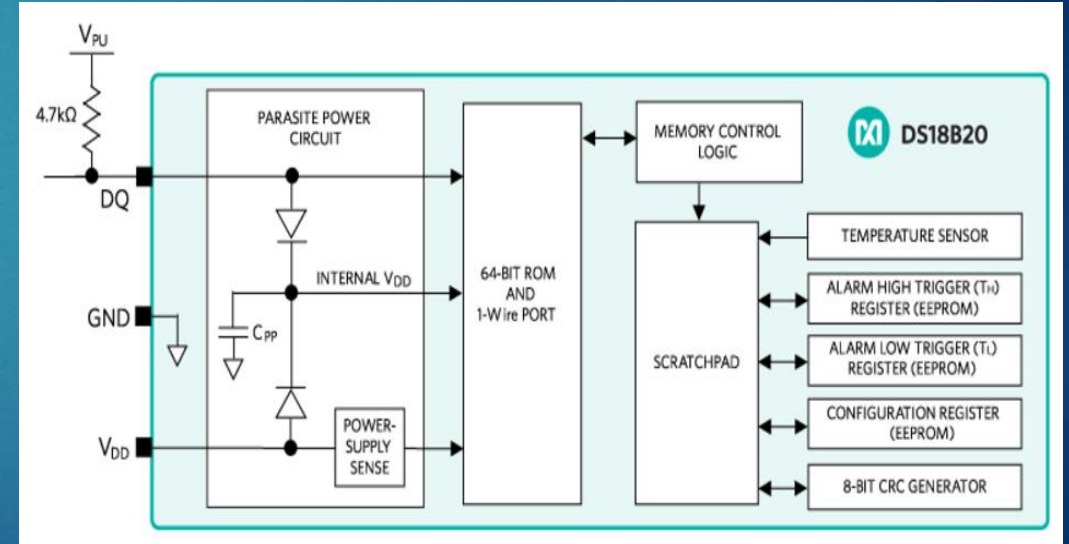 VPU
4.7kΩ
DQ
GND
VDD
PARASITE POWER
CIRCUIT
INTERNAL VDD
CPP
POWER-
SUPPLY
SENSE
64-BIT ROM
AND
1-Wire PORT
MEMORY CONTROL
LOGIC
SCRATCHPAD
DS18B20
TEMPERATURE SENSOR
ALARM HIGH TRIGGER (TH)
REGISTER (EEPROM)
ALARM LOW TRIGGER (TL)
REGISTER (EEPROM)
CONFIGURATION REGISTER
(EEPROM)
8-BIT CRC GENERATOR